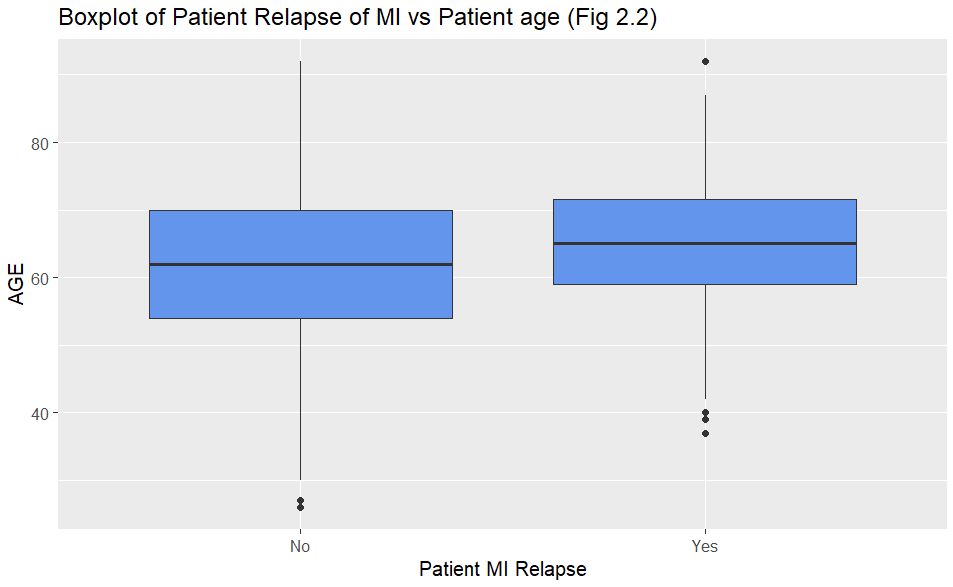 Boxplot of Patient Relapse of MI vs Patient age (Fig 2.2)
AGE
80
60
40
No Yes
Patient MI Relapse